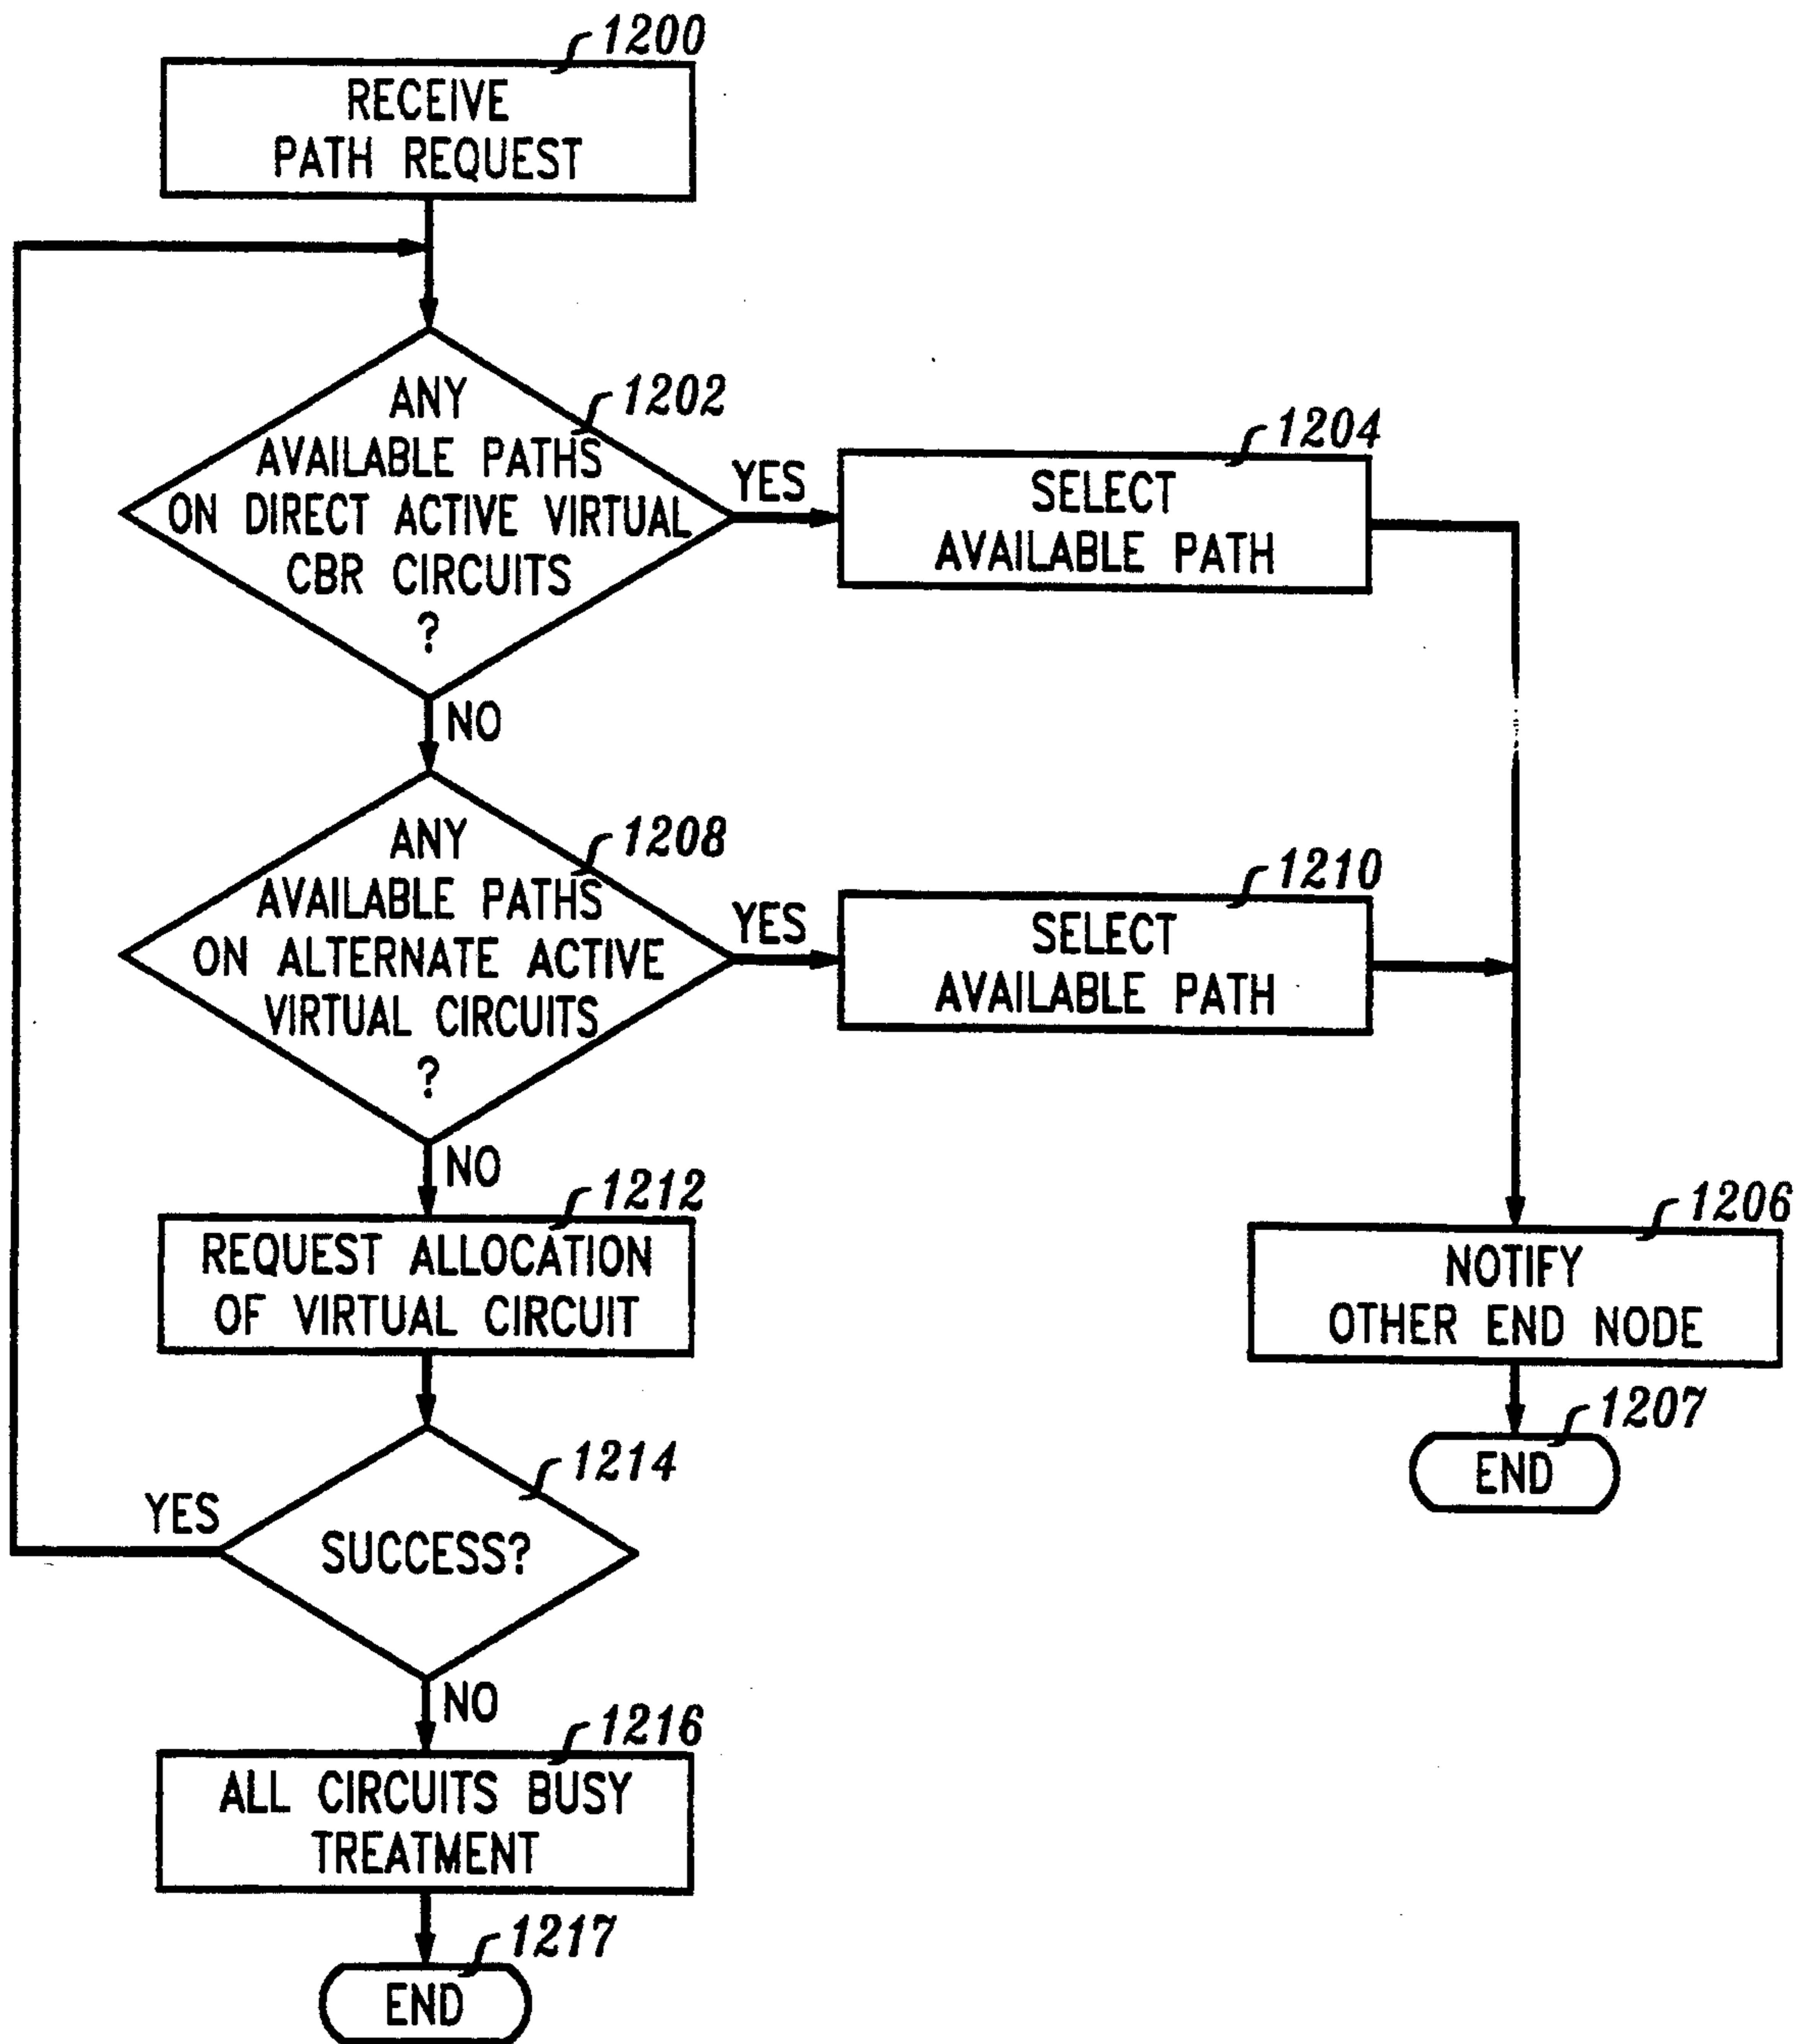 1200
RECEIVE
PATH REQUEST
1202
ANY
AVAILABLE PATHS
ON DIRECT ACTIVE VIRTUAL
CBR CIRCUITS
?
YES
1204
SELECT
AVAILABLE PATH
NO
1208
ANY
AVAILABLE PATHS
ON ALTERNATE ACTIVE
VIRTUAL CIRCUITS
?
YES
1210
SELECT
AVAILABLE PATH
NO
1212
REQUEST ALLOCATION
OF VIRTUAL CIRCUIT
1206
NOTIFY
OTHER END NODE
1207
END
1214
SUCCESS?
YES
NO
1216
ALL CIRCUITS BUSY
TREATMENT
1217
END